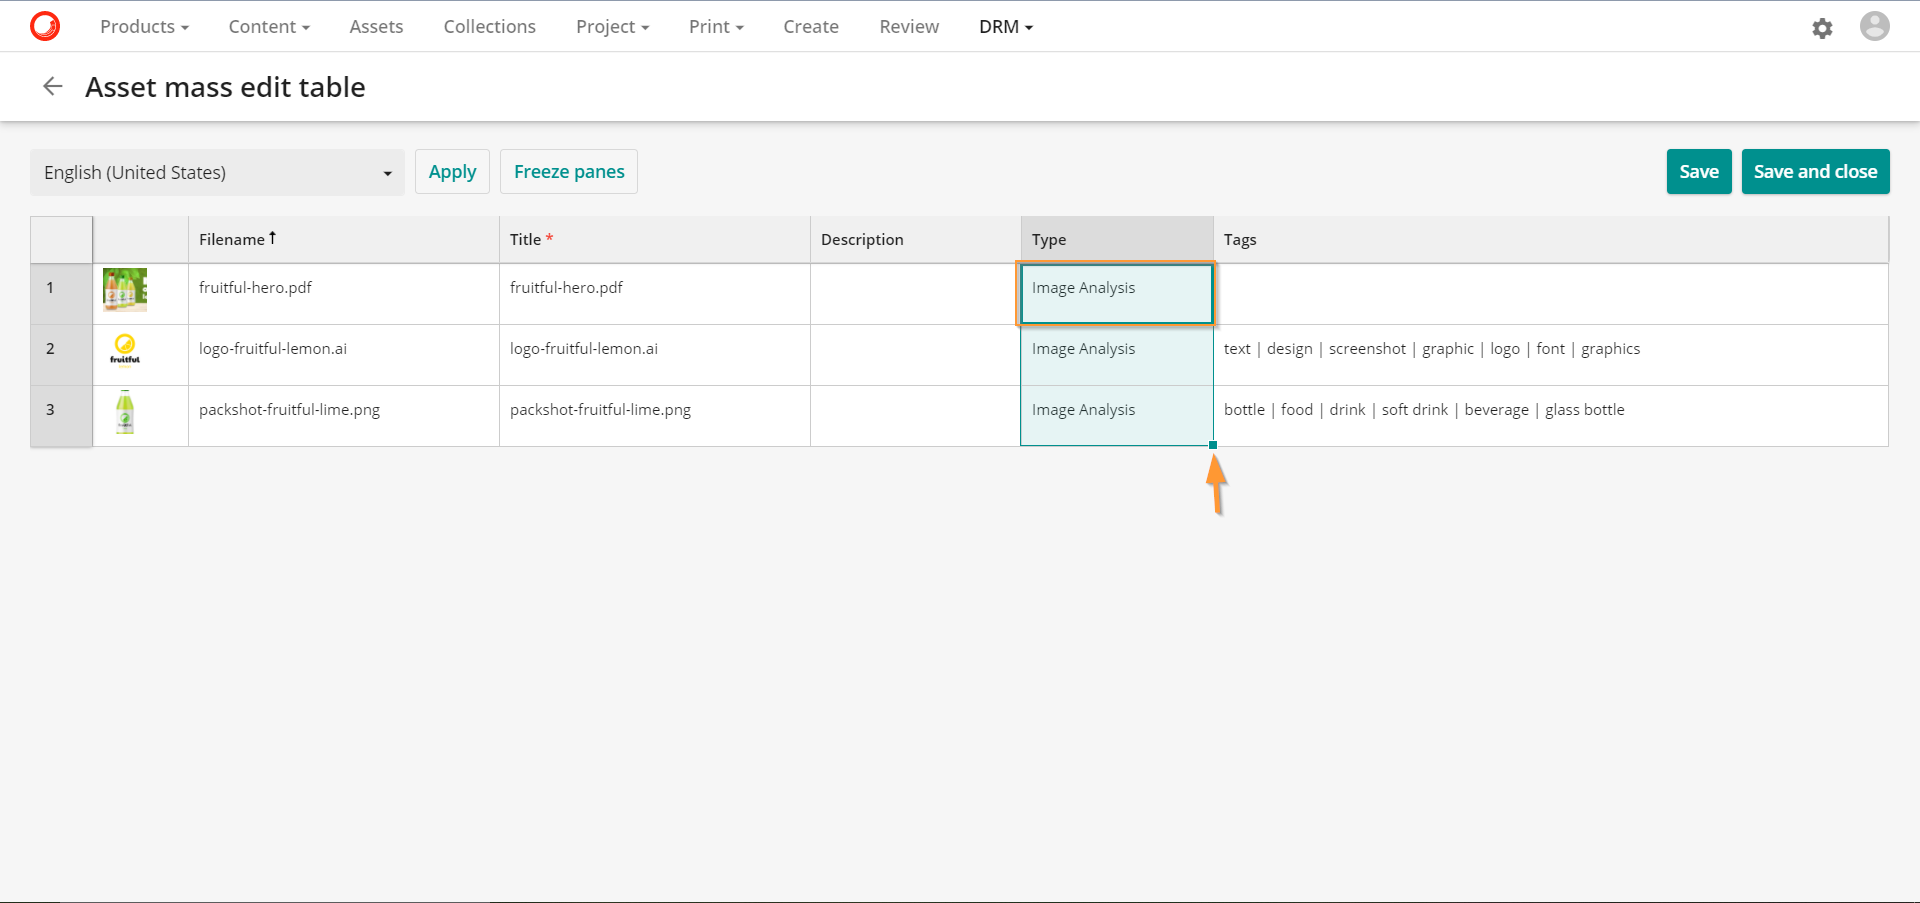 Products Content Assets Collections Project Print Create Review DRM
Asset mass edit table
English (United States) Apply Freeze panes Save Save and close
Filename Title * Description Type Tags
1 fruitful-hero.pdf fruitful-hero.pdf Image Analysis
2 logo-fruitful-lemon.ai logo-fruitful-lemon.ai Image Analysis text | design | screenshot | graphic | logo | font | graphics
fruitful
3 packshot-fruitful-lime.png packshot-fruitful-lime.png Image Analysis bottle | food | drink | soft drink | beverage | glass bottle